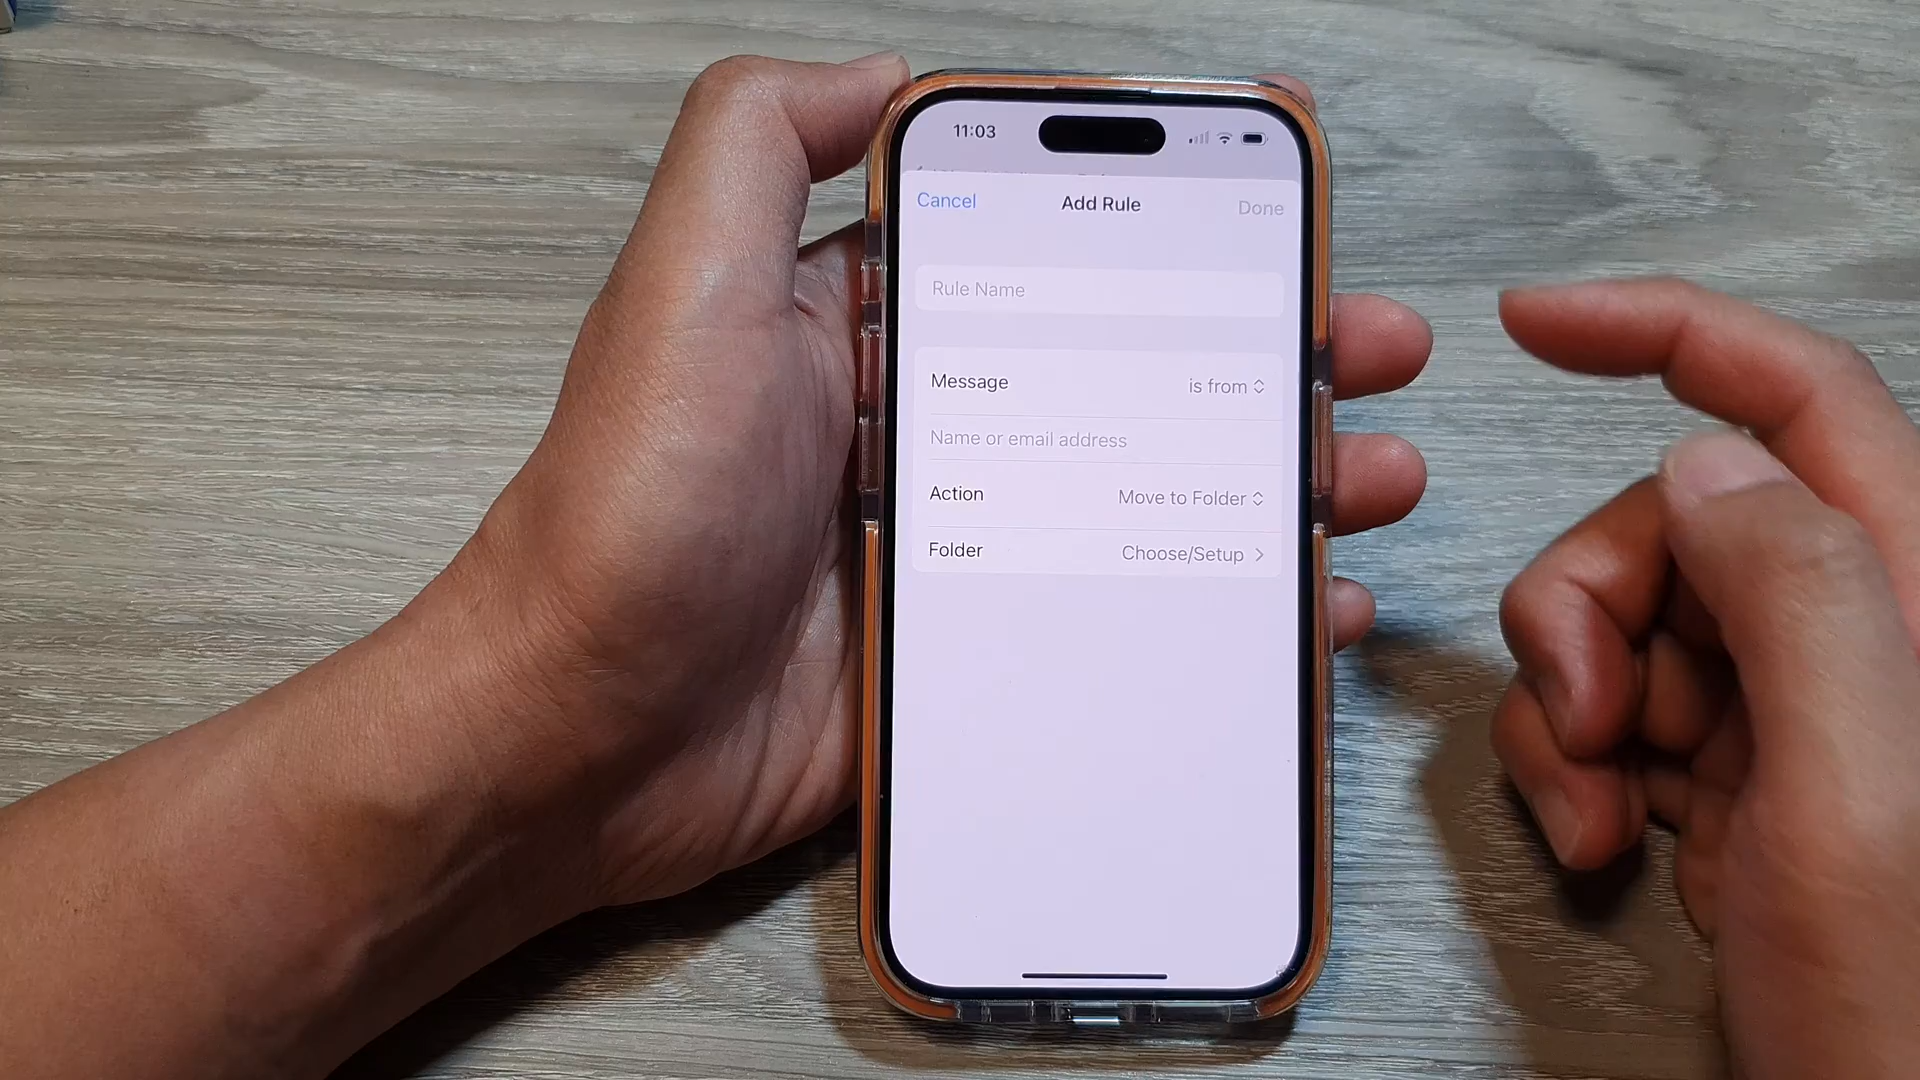 11:03
Cancel Add Rule Done
Rule Name
Message is from
Name or email address
Action Move to Folder
Folder Choose/Setup